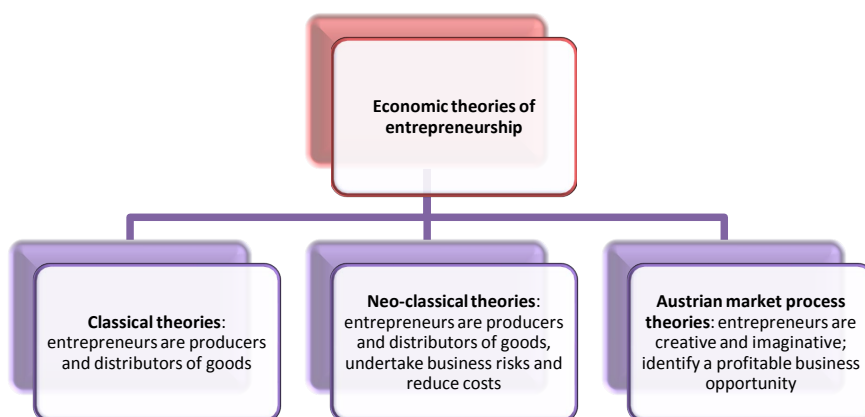 Economic theories of
entrepreneurship
Classical theories:
entrepreneurs are producers
and distributors of goods
Neo-classical theories:
entrepreneurs are producers
and distributors of goods,
undertake business risks and
reduce costs
Austrian market process
theories: entrepreneurs are
creative and imaginative;
identify a profitable business
opportunity